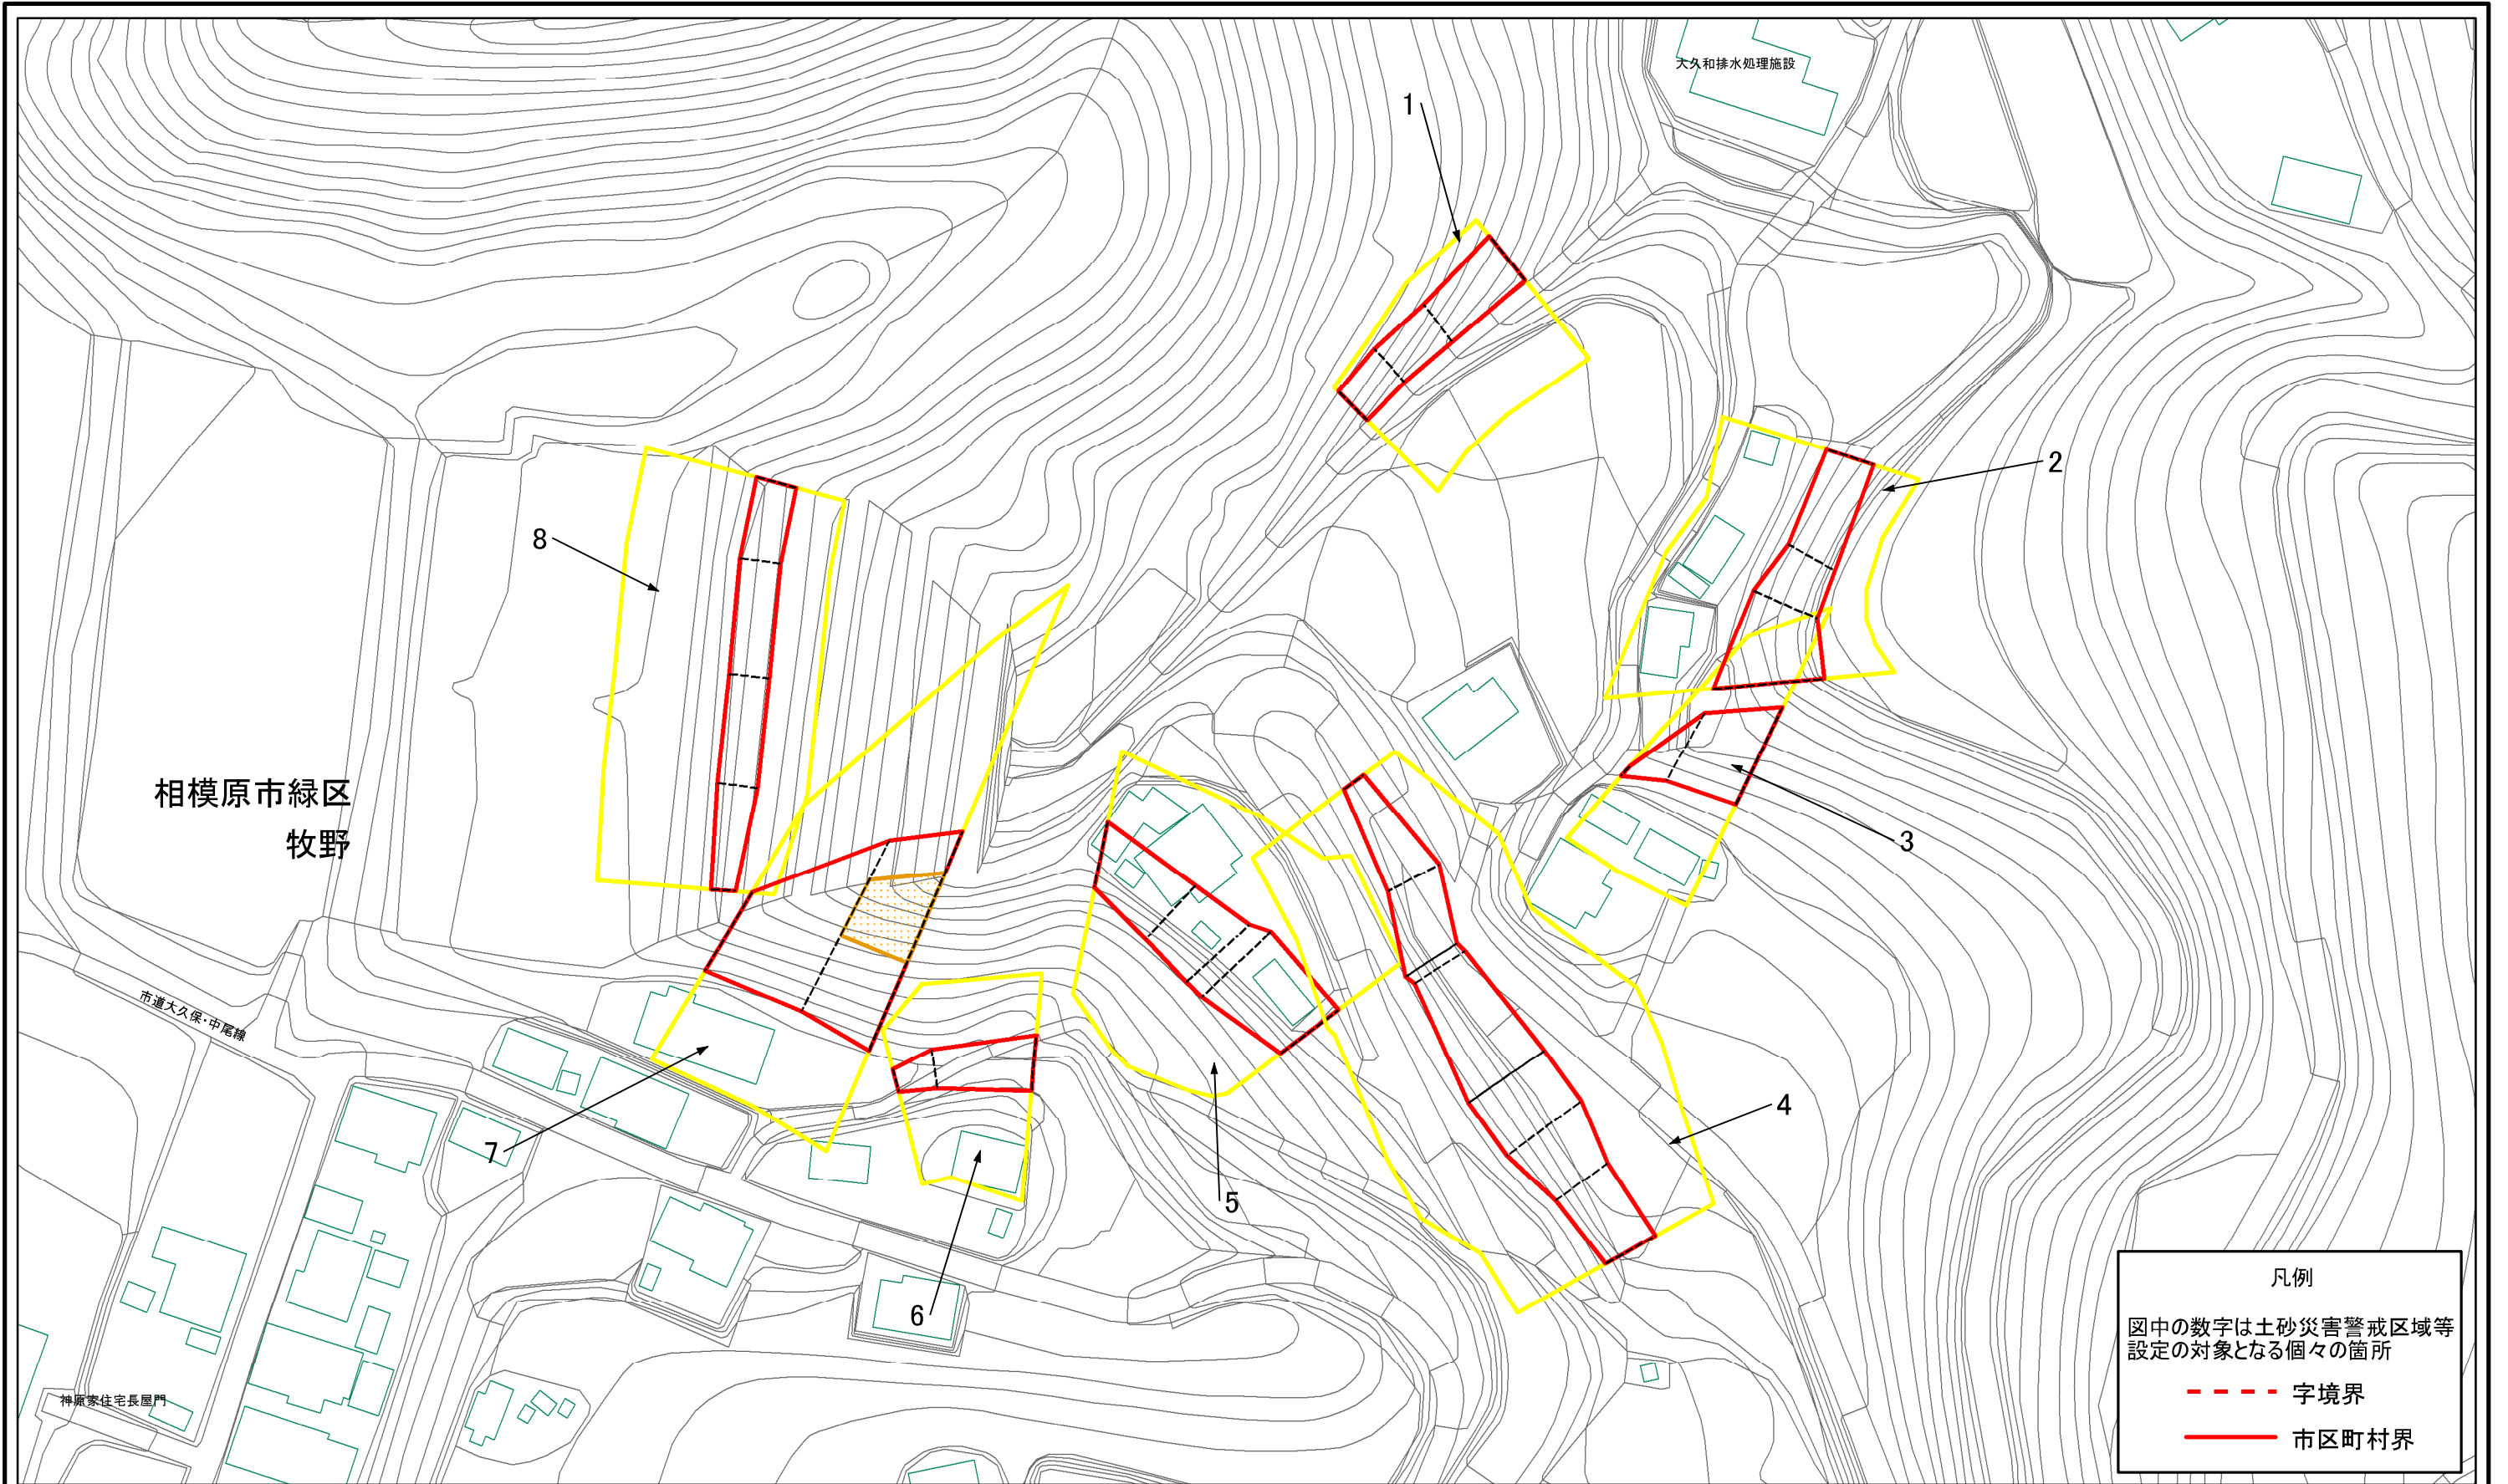 大久和排水処理施設
1
2
8
相模原市緑区
牧野
3
市道大久保・中尾線
4
7
5
6
神原家住宅長屋門
凡例
図中の数字は土砂災害警戒区域等
設定の対象となる個々の箇所
字境界
市区町村界